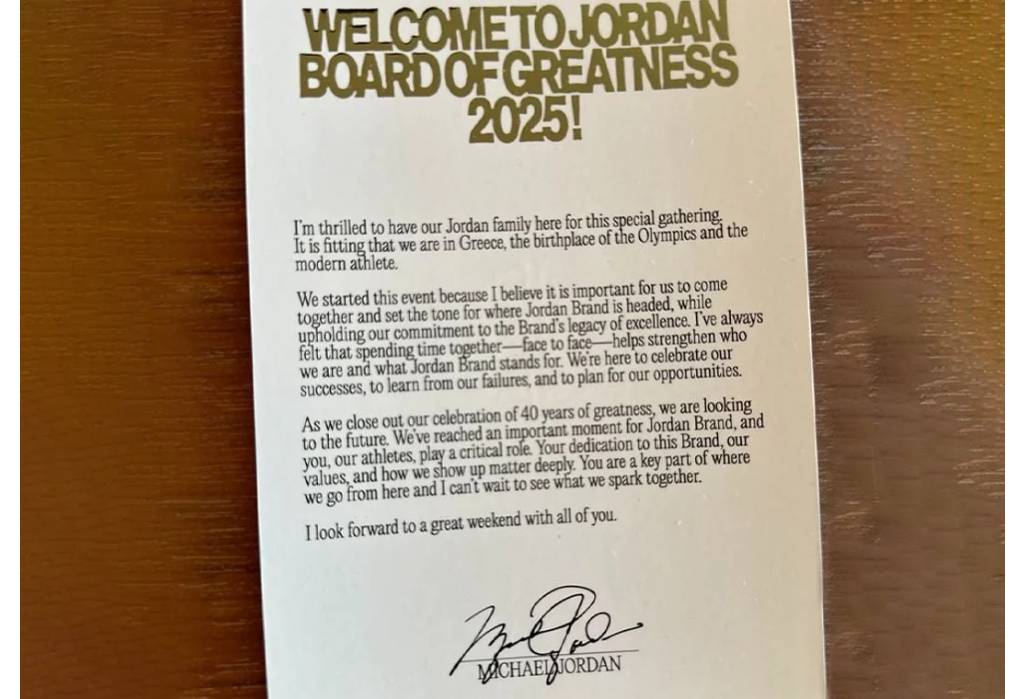 WELCOME TO JORDAN
BOARD OF GREATNESS
2025!
I'm thrilled to have our Jordan family here for this special gathering.
It is fitting that we are in Greece, the birthplace of the Olympics and the
modern athlete.
We started this event because I believe it is important for us to come
together and set the tone for where Jordan Brand is headed, while
upholding our commitment to the Brand's legacy of excellence. I've always
felt that spending time together—face to face—helps strengthen who
we are and what Jordan Brand stands for. We're here to celebrate our
successes, to learn from our failures, and to plan for our opportunities.
As we close out our celebration of 40 years of greatness, we are looking
to the future. We've reached an important moment for Jordan Brand, and
you, our athletes, play a critical role. Your dedication to this Brand, our
values, and how we show up matter deeply. You are a key part of where
we go from here and I can't wait to see what we spark together.
I look forward to a great weekend with all of you.
MICHAEL JORDAN